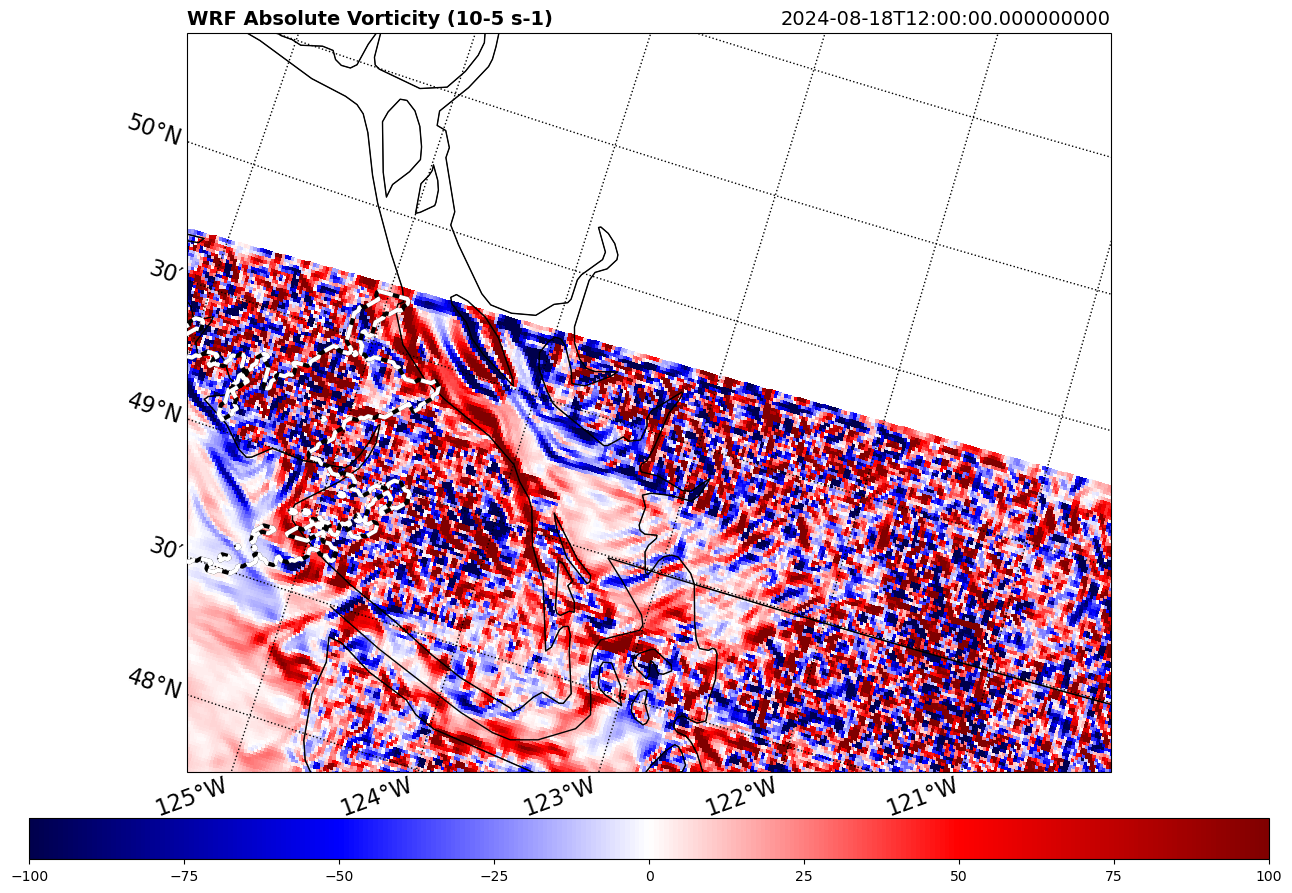 WRF Absolute Vorticity (10-5 s-1)
2024-08-18T12:00:00.000000000
50°N
30′
49°N
30′
48°N
125°W
124°W
123°W
122°W
121°W
−100
−75
−50
−25
0
25
50
75
100